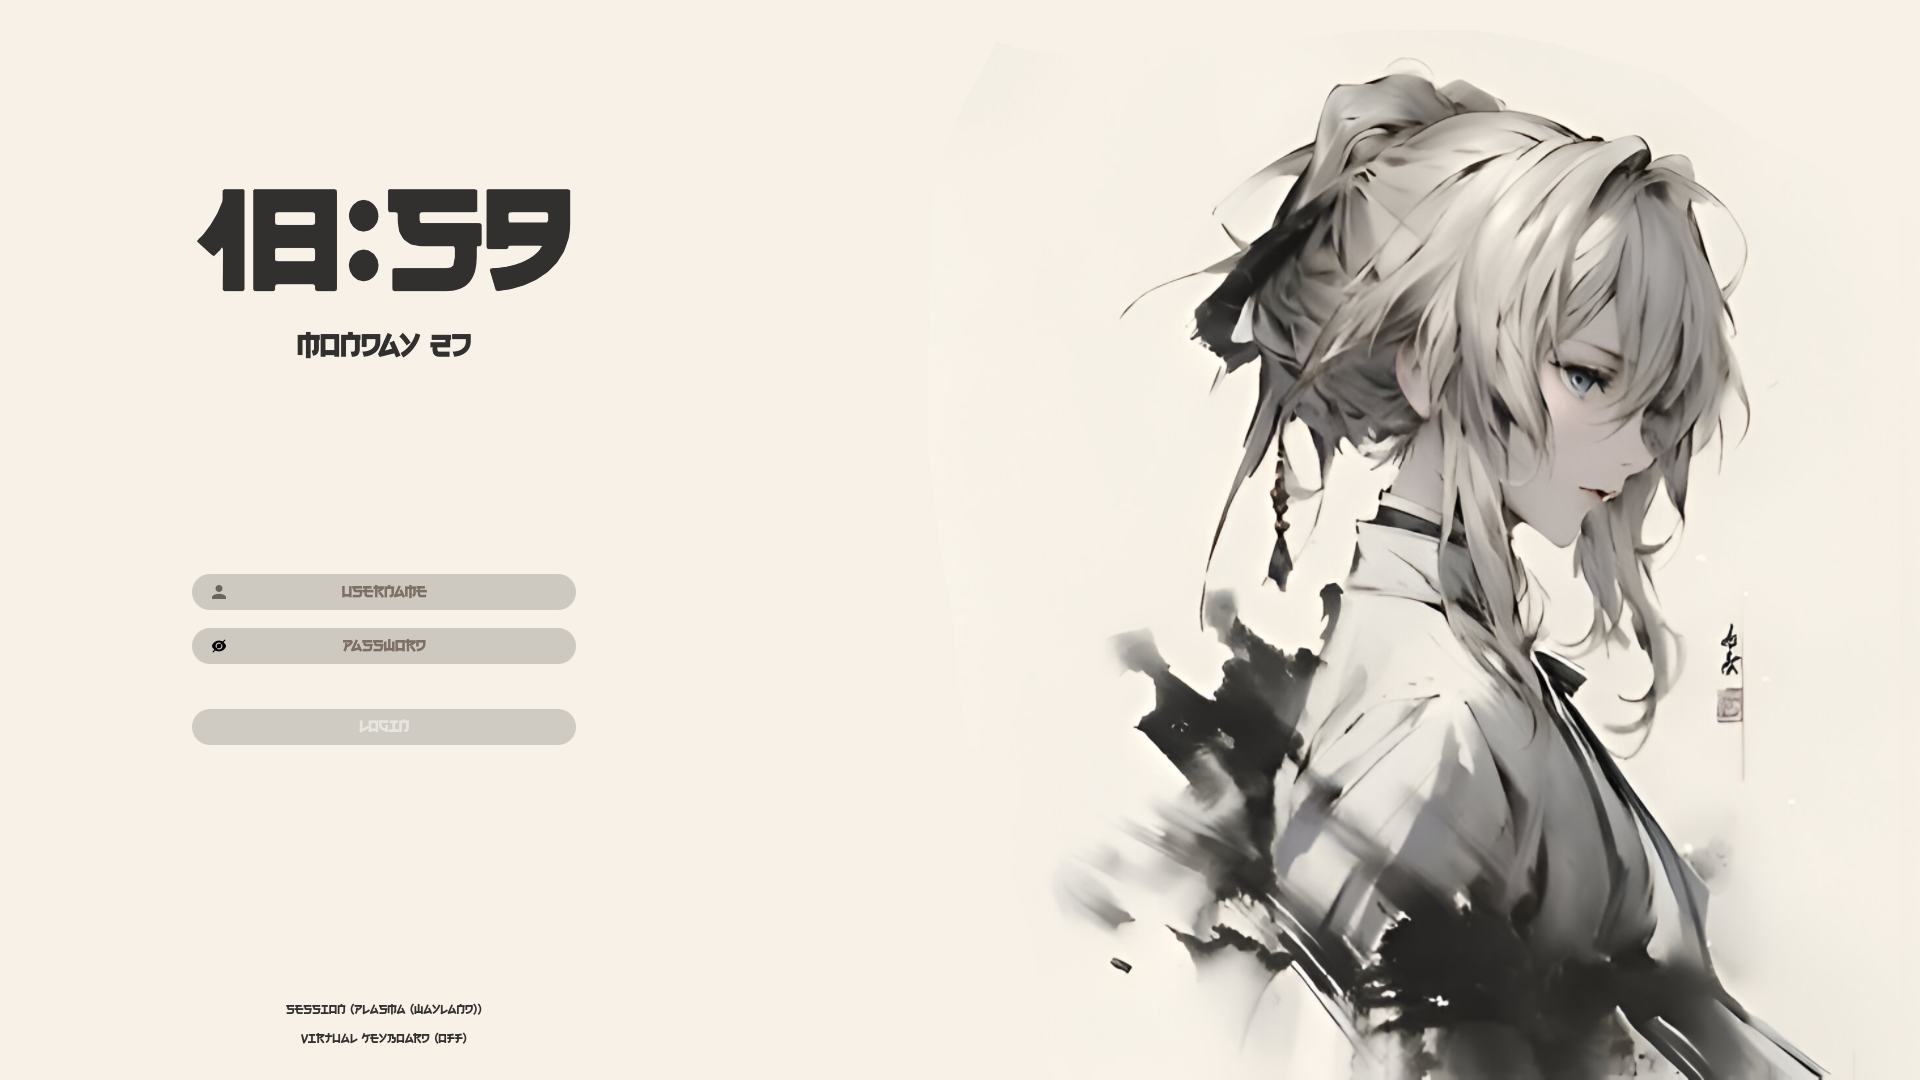 18:59
MONDAY 27
USERNAME
PASSWORD
LOGIN
SESSION (PLASMA (WAYLAND))
VIRTUAL KEYBOARD (OFF)